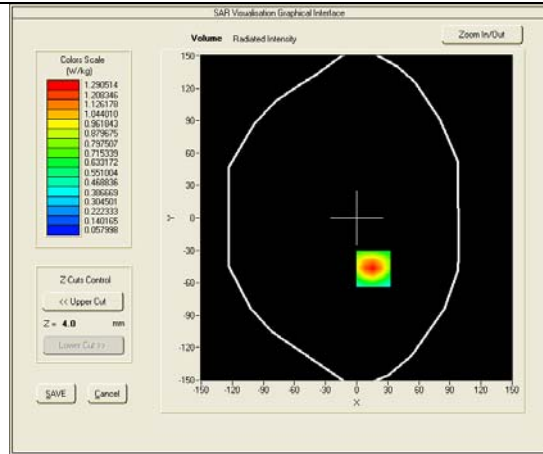 SAR Visualisation Graphical Interface
Volume Radiated Intensity
Zoom In/Out
Colors Scale
(W/kg)
1.290514
1.208346
1.126178
1.044010
0.961843
0.879675
0.797507
0.715339
0.633172
0.551004
0.468836
0.386669
0.304501
0.222333
0.140165
0.057998
Z-Cuts Control
<< Upper Cut
Z = 4.0 mm
Lower Cut >>
SAVE Cancel
150-
120-
90-
60-
30-
Y 0-
-30-
-60-
-90-
-120-
-150-
-150 -120 -90 -60 -30 0 30 60 90 120 150
X